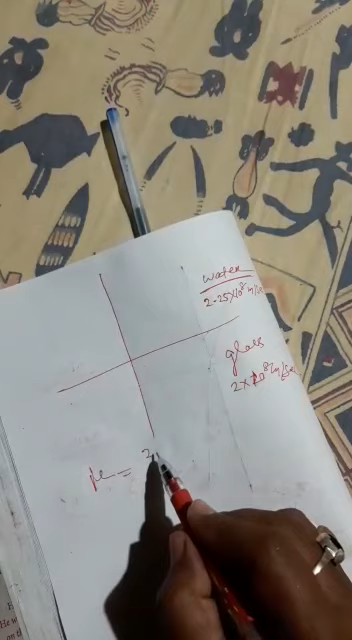 water
2.25×10⁸ m/sec
glass
2×10⁸ m/sec
μ = 2